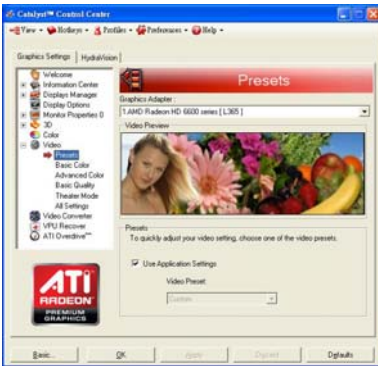 Catalyst™ Control Center
View Hotkeys Profiles Preferences Help
Graphics Settings HydraVision
Welcome
Information Center
Displays Manager
Display Options
Monitor Properties 0
3D
Color
Video
Presets
Basic Color
Advanced Color
Basic Quality
Theater Mode
All Settings
Video Converter
VPU Recover
ATI Overdrive™
Presets
Graphics Adapter :
1.AMD Radeon HD 6600 series [ L365 ]
Video Preview
Presets
To quickly adjust your video setting, choose one of the video presets.
Use Application Settings
Video Preset:
Custom
ATI
RADEON
PREMIUM
GRAPHICS
Basic... OK Apply Discard Defaults